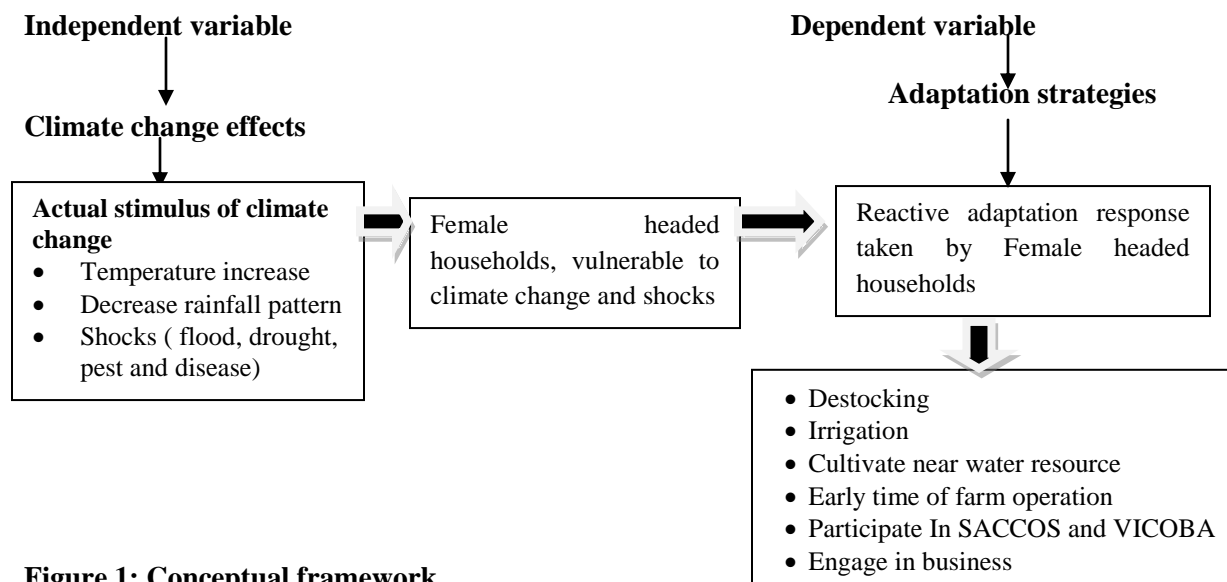 Independent variable
Dependent variable
Climate change effects
Adaptation strategies
Actual stimulus of climate
change
• Temperature increase
• Decrease rainfall pattern
• Shocks ( flood, drought,
pest and disease)
Female headed
households, vulnerable to
climate change and shocks
Reactive adaptation response
taken by Female headed
households
• Destocking
• Irrigation
• Cultivate near water resource
• Early time of farm operation
• Participate In SACCOS and VICOBA
• Engage in business
Figure 1: Conceptual framework